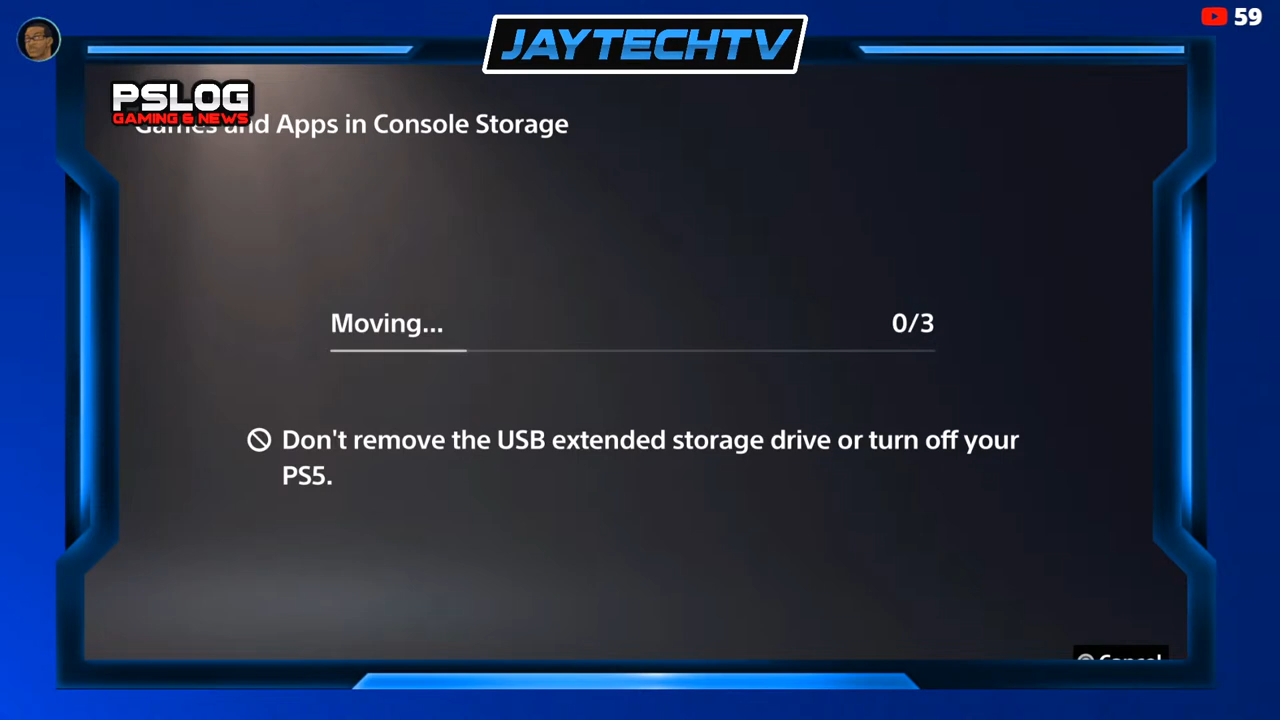 JAYTECHTV
59
PSLOG
GAMING & NEWS
Games and Apps in Console Storage
Moving...
0/3
Don't remove the USB extended storage drive or turn off your
PS5.
Cancel